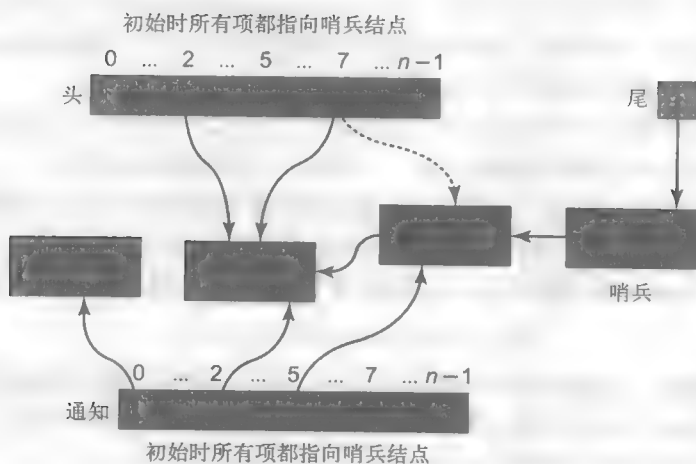 初始时所有项都指向哨兵结点
0 ... 2 ... 5 ... 7 ... n-1
头
尾
哨兵
0 ... 2 ... 5 ... 7 ... n-1
通知
初始时所有项都指向哨兵结点